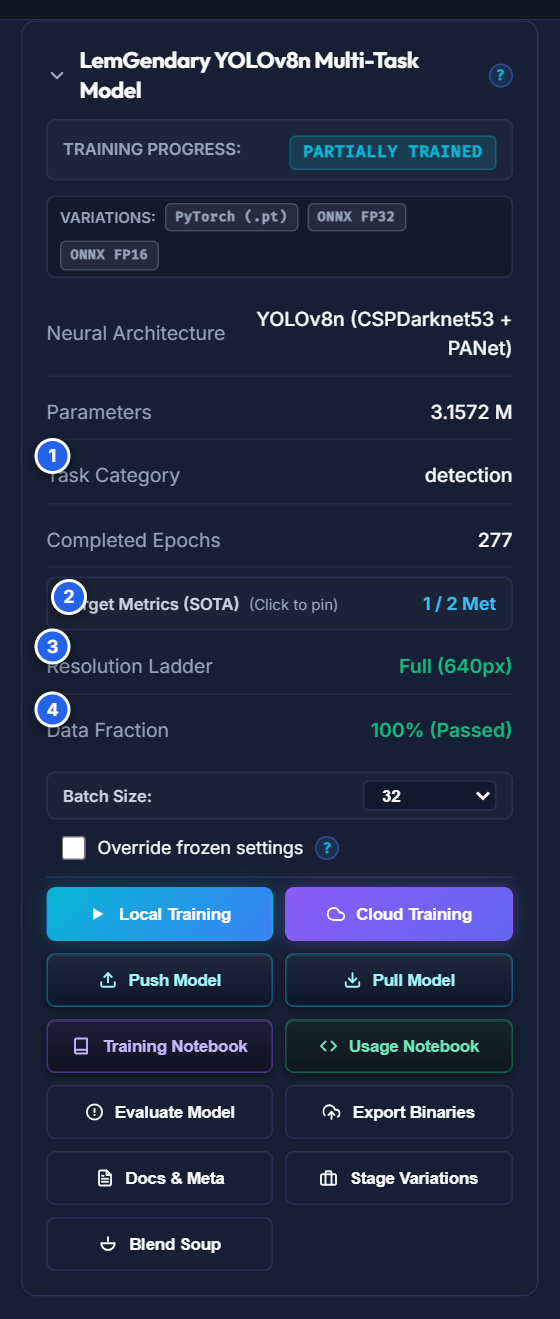 LemGendary YOLOv8n Multi-Task
Model
?
TRAINING PROGRESS:
PARTIALLY TRAINED
VARIATIONS: PyTorch (.pt) ONNX FP32
ONNX FP16
Neural Architecture
YOLOv8n (CSPDarknet53 +
PANet)
Parameters 3.1572 M
1
Task Category detection
Completed Epochs 277
2
rget Metrics (SOTA) (Click to pin) 1 / 2 Met
3
Resolution Ladder Full (640px)
4
Data Fraction 100% (Passed)
Batch Size: 32
Override frozen settings ?
Local Training
Cloud Training
Push Model
Pull Model
Training Notebook
Usage Notebook
Evaluate Model
Export Binaries
Docs & Meta
Stage Variations
Blend Soup